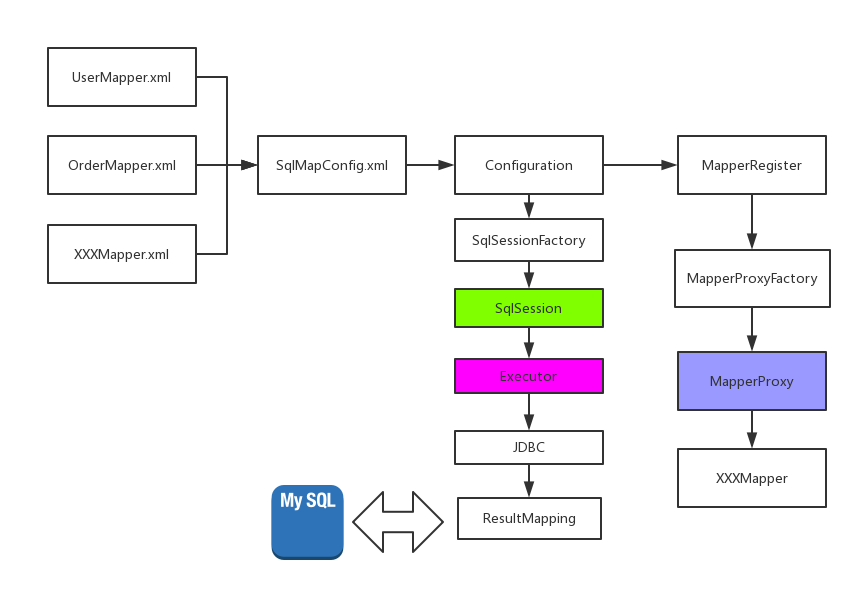 UserMapper.xml
OrderMapper.xml
SqlMapConfig.xml
Configuration
MapperRegister
XXXMapper.xml
SqlSessionFactory
MapperProxyFactory
SqlSession
Executor
MapperProxy
JDBC
XXXMapper
My SQL
ResultMapping